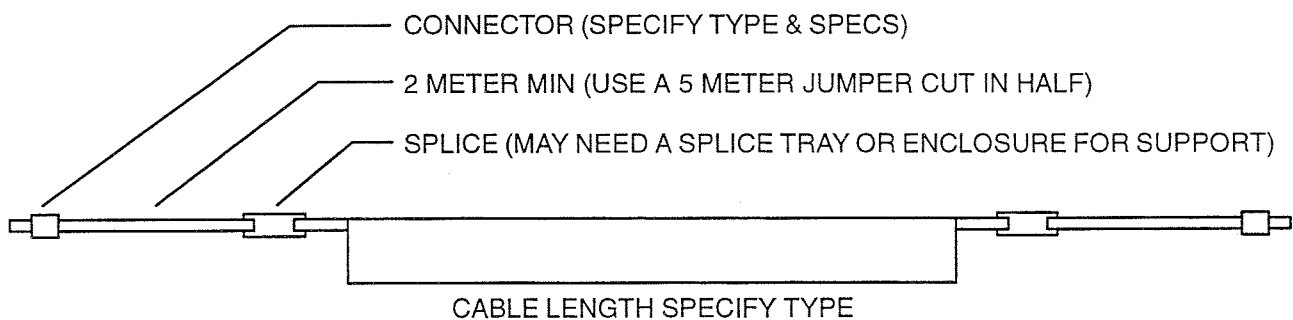 CONNECTOR (SPECIFY TYPE & SPECS)
2 METER MIN (USE A 5 METER JUMPER CUT IN HALF)
SPLICE (MAY NEED A SPLICE TRAY OR ENCLOSURE FOR SUPPORT)
CABLE LENGTH SPECIFY TYPE